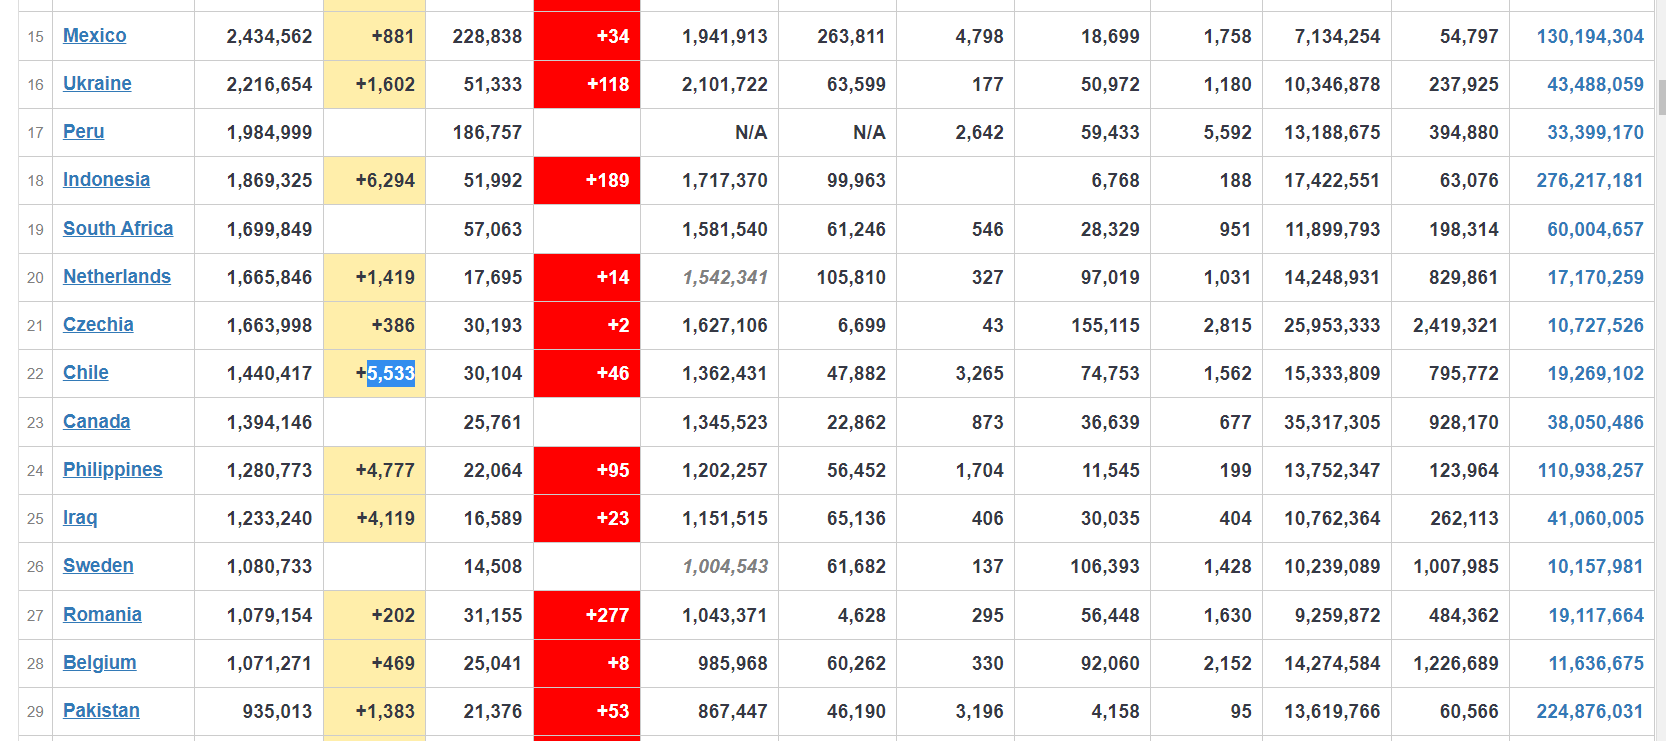 15 Mexico 2,434,562 +881 228,838 +34 1,941,913 263,811 4,798 18,699 1,758 7,134,254 54,797 130,194,304
16 Ukraine 2,216,654 +1,602 51,333 +118 2,101,722 63,599 177 50,972 1,180 10,346,878 237,925 43,488,059
17 Peru 1,984,999 186,757 N/A N/A 2,642 59,433 5,592 13,188,675 394,880 33,399,170
18 Indonesia 1,869,325 +6,294 51,992 +189 1,717,370 99,963 6,768 188 17,422,551 63,076 276,217,181
19 South Africa 1,699,849 57,063 1,581,540 61,246 546 28,329 951 11,899,793 198,314 60,004,657
20 Netherlands 1,665,846 +1,419 17,695 +14 1,542,341 105,810 327 97,019 1,031 14,248,931 829,861 17,170,259
21 Czechia 1,663,998 +386 30,193 +2 1,627,106 6,699 43 155,115 2,815 25,953,333 2,419,321 10,727,526
22 Chile 1,440,417 +5,533 30,104 +46 1,362,431 47,882 3,265 74,753 1,562 15,333,809 795,772 19,269,102
23 Canada 1,394,146 25,761 1,345,523 22,862 873 36,639 677 35,317,305 928,170 38,050,486
24 Philippines 1,280,773 +4,777 22,064 +95 1,202,257 56,452 1,704 11,545 199 13,752,347 123,964 110,938,257
25 Iraq 1,233,240 +4,119 16,589 +23 1,151,515 65,136 406 30,035 404 10,762,364 262,113 41,060,005
26 Sweden 1,080,733 14,508 1,004,543 61,682 137 106,393 1,428 10,239,089 1,007,985 10,157,981
27 Romania 1,079,154 +202 31,155 +277 1,043,371 4,628 295 56,448 1,630 9,259,872 484,362 19,117,664
28 Belgium 1,071,271 +469 25,041 +8 985,968 60,262 330 92,060 2,152 14,274,584 1,226,689 11,636,675
29 Pakistan 935,013 +1,383 21,376 +53 867,447 46,190 3,196 4,158 95 13,619,766 60,566 224,876,031